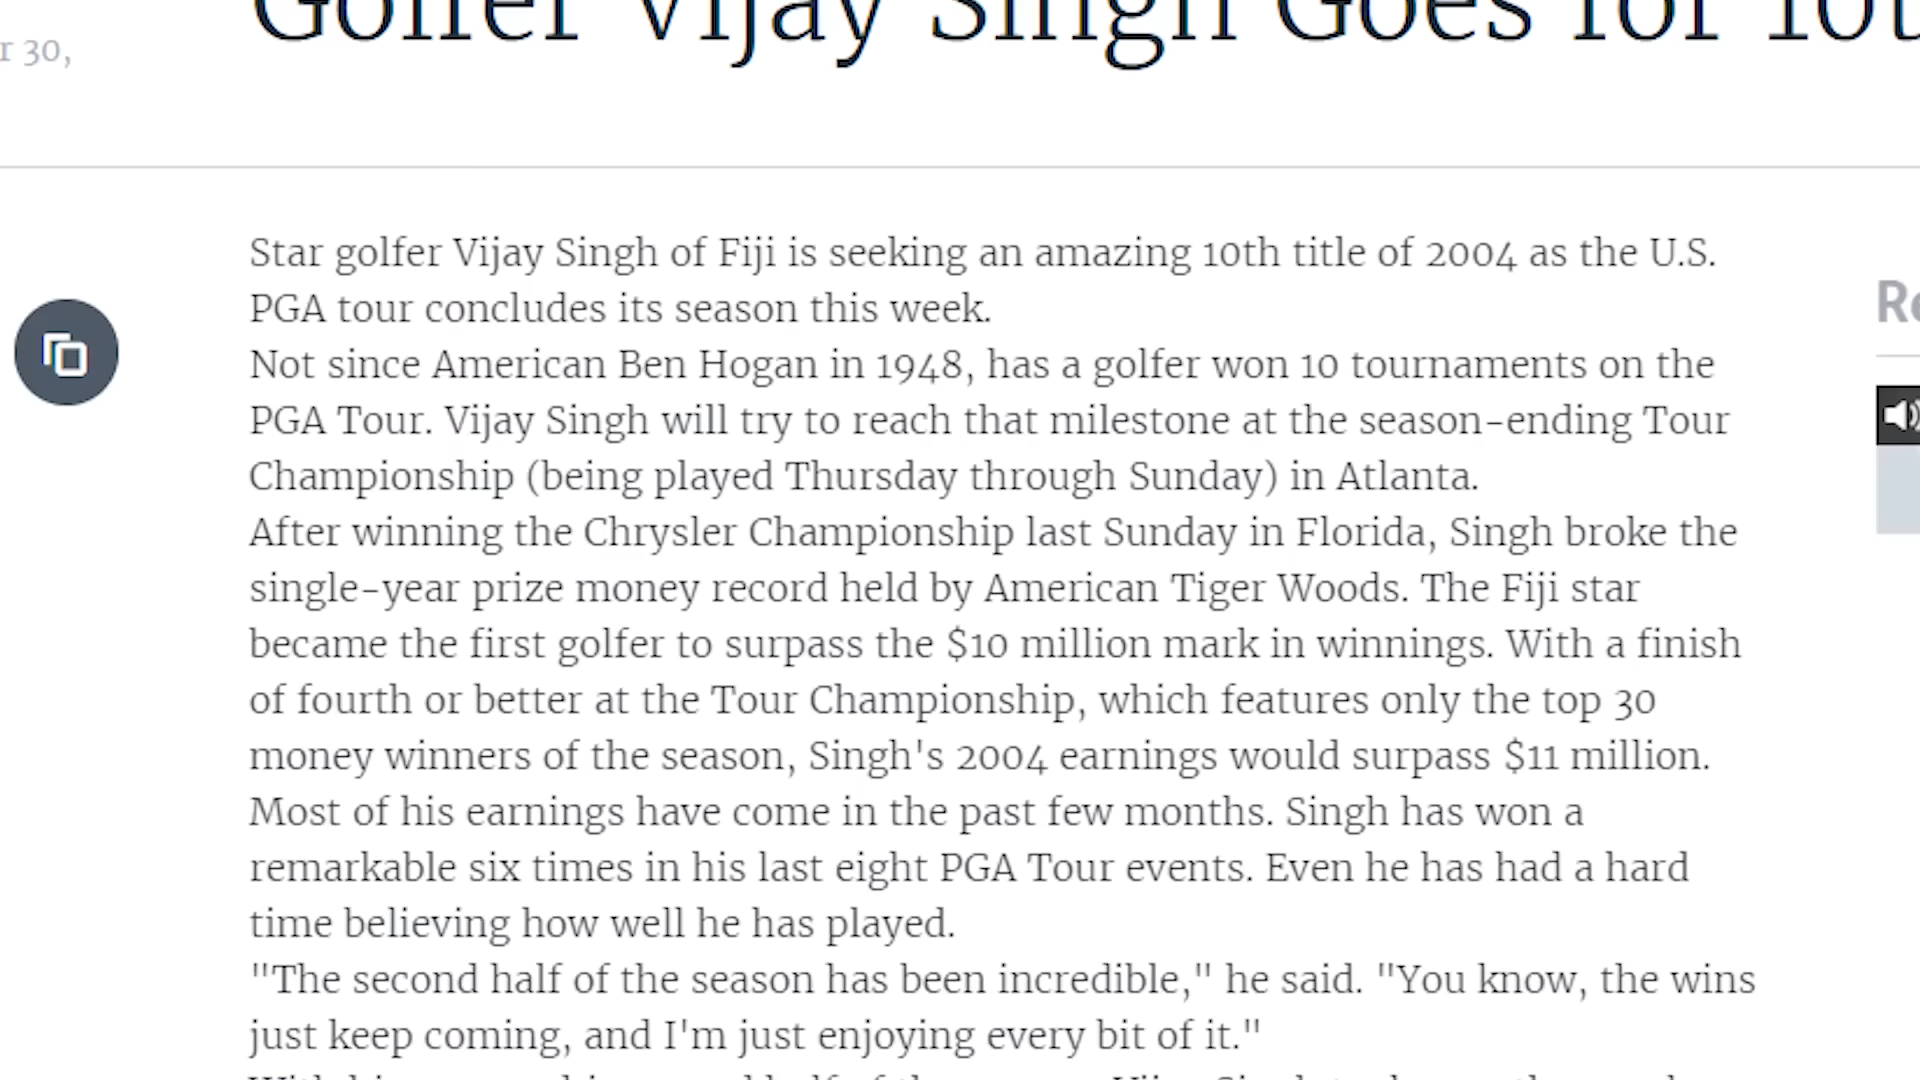 Golfer Vijay Singh Goes for 10t
r 30,
Star golfer Vijay Singh of Fiji is seeking an amazing 10th title of 2004 as the U.S.
PGA tour concludes its season this week.
Re
Not since American Ben Hogan in 1948, has a golfer won 10 tournaments on the
PGA Tour. Vijay Singh will try to reach that milestone at the season-ending Tour
Championship (being played Thursday through Sunday) in Atlanta.
After winning the Chrysler Championship last Sunday in Florida, Singh broke the
single-year prize money record held by American Tiger Woods. The Fiji star
became the first golfer to surpass the $10 million mark in winnings. With a finish
of fourth or better at the Tour Championship, which features only the top 30
money winners of the season, Singh's 2004 earnings would surpass $11 million.
Most of his earnings have come in the past few months. Singh has won a
remarkable six times in his last eight PGA Tour events. Even he has had a hard
time believing how well he has played.
"The second half of the season has been incredible," he said. "You know, the wins
just keep coming, and I'm just enjoying every bit of it."